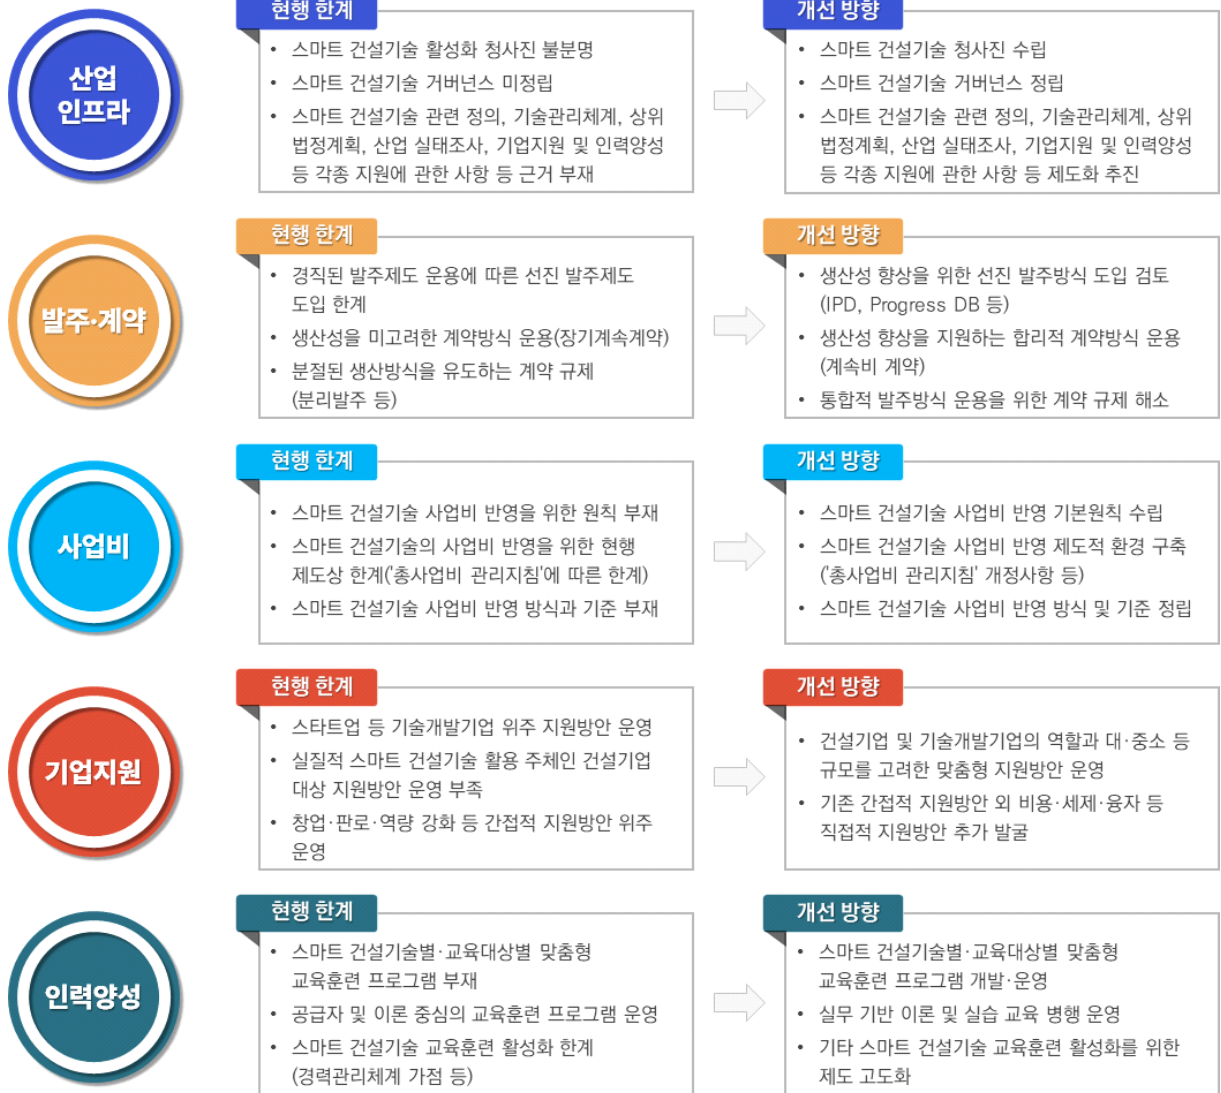 산업
인프라
현행 한계
• 스마트 건설기술 활성화 청사진 불분명
• 스마트 건설기술 거버넌스 미정립
• 스마트 건설기술 관련 정의, 기술관리체계, 상위
법정계획, 산업 실태조사, 기업지원 및 인력양성
등 각종 지원에 관한 사항 등 근거 부재
개선 방향
• 스마트 건설기술 청사진 수립
• 스마트 건설기술 거버넌스 정립
• 스마트 건설기술 관련 정의, 기술관리체계, 상위
법정계획, 산업 실태조사, 기업지원 및 인력양성
등 각종 지원에 관한 사항 등 제도화 추진
발주·계약
현행 한계
• 경직된 발주제도 운용에 따른 선진 발주제도
도입 한계
• 생산성을 미고려한 계약방식 운용(장기계속계약)
• 분절된 생산방식을 유도하는 계약 규제
(분리발주 등)
개선 방향
• 생산성 향상을 위한 선진 발주방식 도입 검토
(IPD, Progress DB 등)
• 생산성 향상을 지원하는 합리적 계약방식 운용
(계속비 계약)
• 통합적 발주방식 운용을 위한 계약 규제 해소
사업비
현행 한계
• 스마트 건설기술 사업비 반영을 위한 원칙 부재
• 스마트 건설기술의 사업비 반영을 위한 현행
제도상 한계('총사업비 관리지침'에 따른 한계)
• 스마트 건설기술 사업비 반영 방식과 기준 부재
개선 방향
• 스마트 건설기술 사업비 반영 기본원칙 수립
• 스마트 건설기술 사업비 반영 제도적 환경 구축
('총사업비 관리지침' 개정사항 등)
• 스마트 건설기술 사업비 반영 방식 및 기준 정립
기업지원
현행 한계
• 스타트업 등 기술개발기업 위주 지원방안 운영
• 실질적 스마트 건설기술 활용 주체인 건설기업
대상 지원방안 운영 부족
• 창업·판로·역량 강화 등 간접적 지원방안 위주
운영
개선 방향
• 건설기업 및 기술개발기업의 역할과 대·중소 등
규모를 고려한 맞춤형 지원방안 운영
• 기존 간접적 지원방안 외 비용·세제·융자 등
직접적 지원방안 추가 발굴
인력양성
현행 한계
• 스마트 건설기술별·교육대상별 맞춤형
교육훈련 프로그램 부재
• 공급자 및 이론 중심의 교육훈련 프로그램 운영
• 스마트 건설기술 교육훈련 활성화 한계
(경력관리체계 가점 등)
개선 방향
• 스마트 건설기술별·교육대상별 맞춤형
교육훈련 프로그램 개발·운영
• 실무 기반 이론 및 실습 교육 병행 운영
• 기타 스마트 건설기술 교육훈련 활성화를 위한
제도 고도화